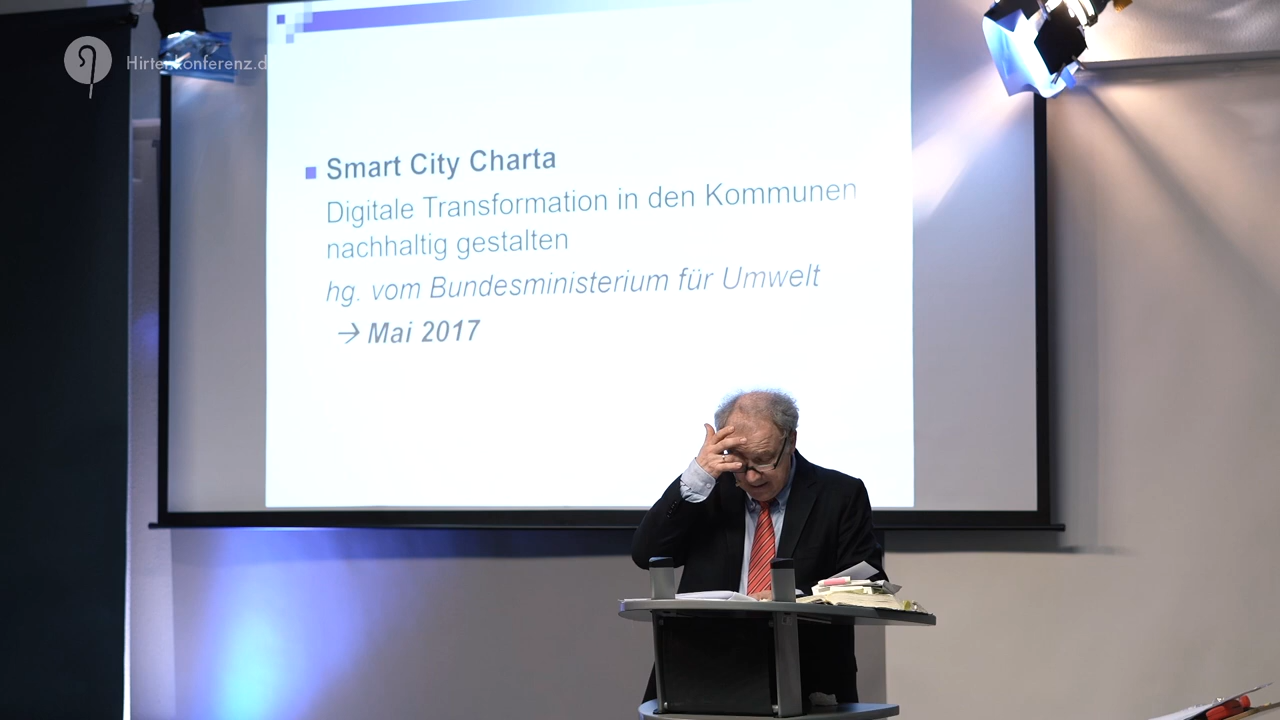 Hirtenkonferenz.d
Smart City Charta
Digitale Transformation in den Kommunen
nachhaltig gestalten
hg. vom Bundesministerium für Umwelt
→ Mai 2017